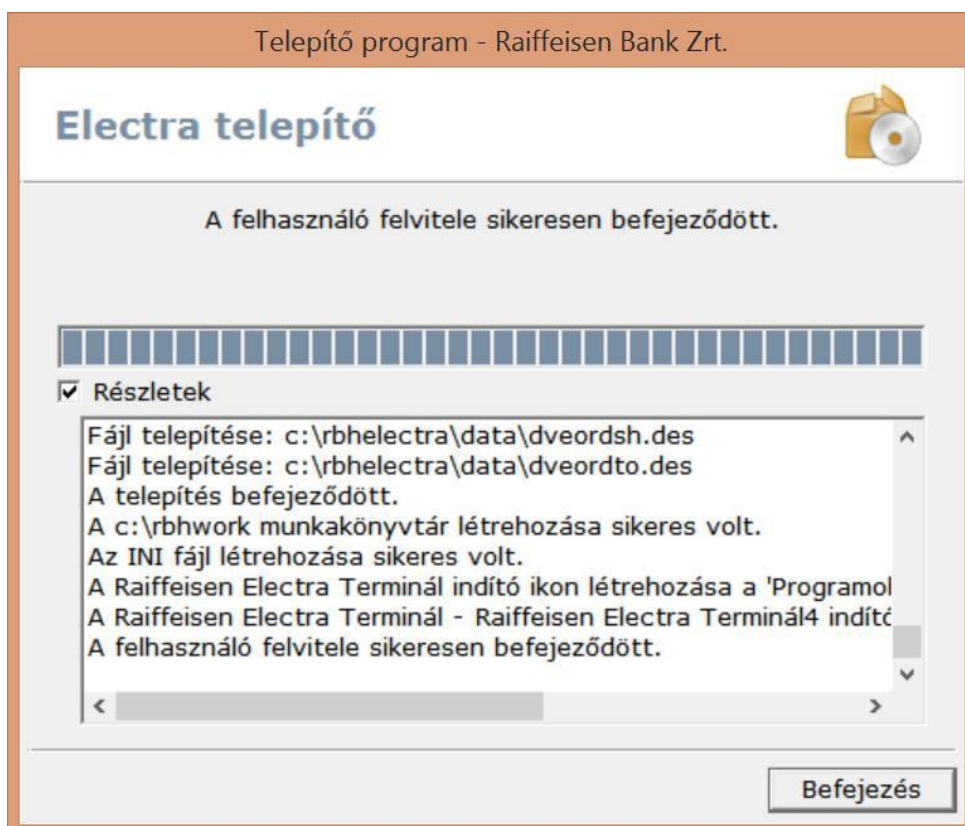 Telepítő program - Raiffeisen Bank Zrt.
Electra telepítő
A felhasználó felvitele sikeresen befejeződött.
Részletek
Fájl telepítése: c:\rbhelectra\data\dveordsh.des
Fájl telepítése: c:\rbhelectra\data\dveordto.des
A telepítés befejeződött.
A c:\rbhwork munkakönyvtár létrehozása sikeres volt.
Az INI fájl létrehozása sikeres volt.
A Raiffeisen Electra Terminál indító ikon létrehozása a 'Programol
A Raiffeisen Electra Terminál - Raiffeisen Electra Terminál4 indító
A felhasználó felvitele sikeresen befejeződött.
Befejezés